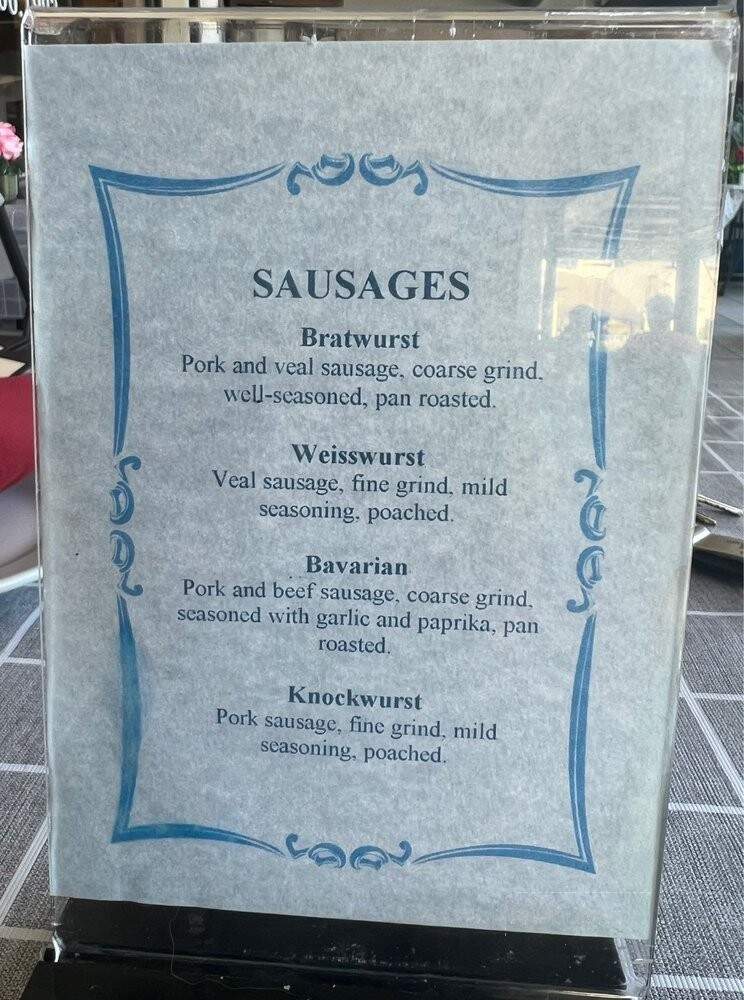 SAUSAGES
Bratwurst
Pork and veal sausage, coarse grind,
well-seasoned, pan roasted.
Weisswurst
Veal sausage, fine grind, mild
seasoning, poached.
Bavarian
Pork and beef sausage, coarse grind,
seasoned with garlic and paprika, pan
roasted.
Knockwurst
Pork sausage, fine grind, mild
seasoning, poached.